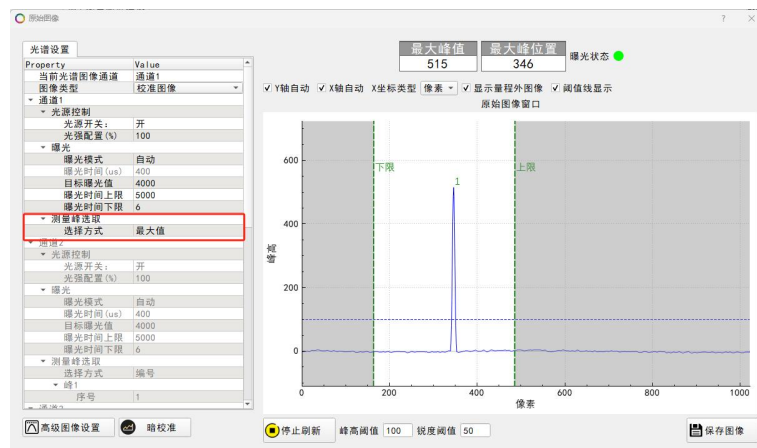 原始图像 ? ×
光谱设置
Property Value
当前光谱图像通道 通道1
图像类型 校准图像
通道1
光源控制
光源开关: 开
光强配置(%) 100
曝光
曝光模式 自动
曝光时间(us) 400
目标曝光值 4000
曝光时间上限 5000
曝光时间下限 6
测量峰选取
选择方式 最大值
通道2
光源控制
光源开关: 开
光强配置(%) 100
曝光
曝光模式 自动
曝光时间(us) 400
目标曝光值 4000
曝光时间上限 5000
曝光时间下限 6
测量峰选取
选择方式 编号
峰1
序号 1
高级图像设置 暗校准
最大峰值 最大峰位置
515 346 曝光状态
Y轴自动 X轴自动 X坐标类型 像素 显示量程外图像 阈值线显示
原始图像窗口
600
400
200
0
峰高
下限
上限
1
0 200 400 600 800 1000
像素
停止刷新 峰高阈值 100 锐度阈值 50 保存图像